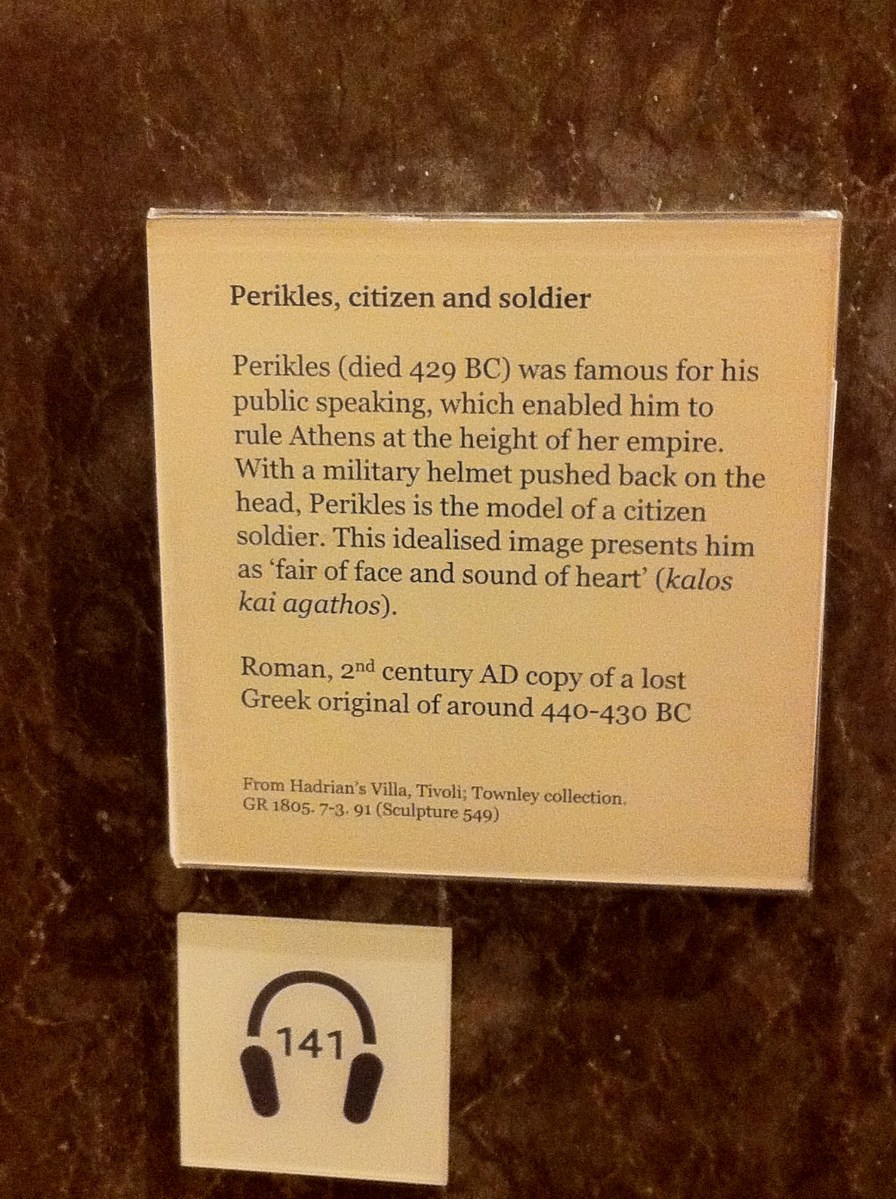 Perikles, citizen and soldier
Perikles (died 429 BC) was famous for his
public speaking, which enabled him to
rule Athens at the height of her empire.
With a military helmet pushed back on the
head, Perikles is the model of a citizen
soldier. This idealised image presents him
as ‘fair of face and sound of heart’ (kalos
kai agathos).
Roman, 2nd century AD copy of a lost
Greek original of around 440-430 BC
From Hadrian's Villa, Tivoli; Townley collection.
GR 1805. 7-3. 91 (Sculpture 549)
141